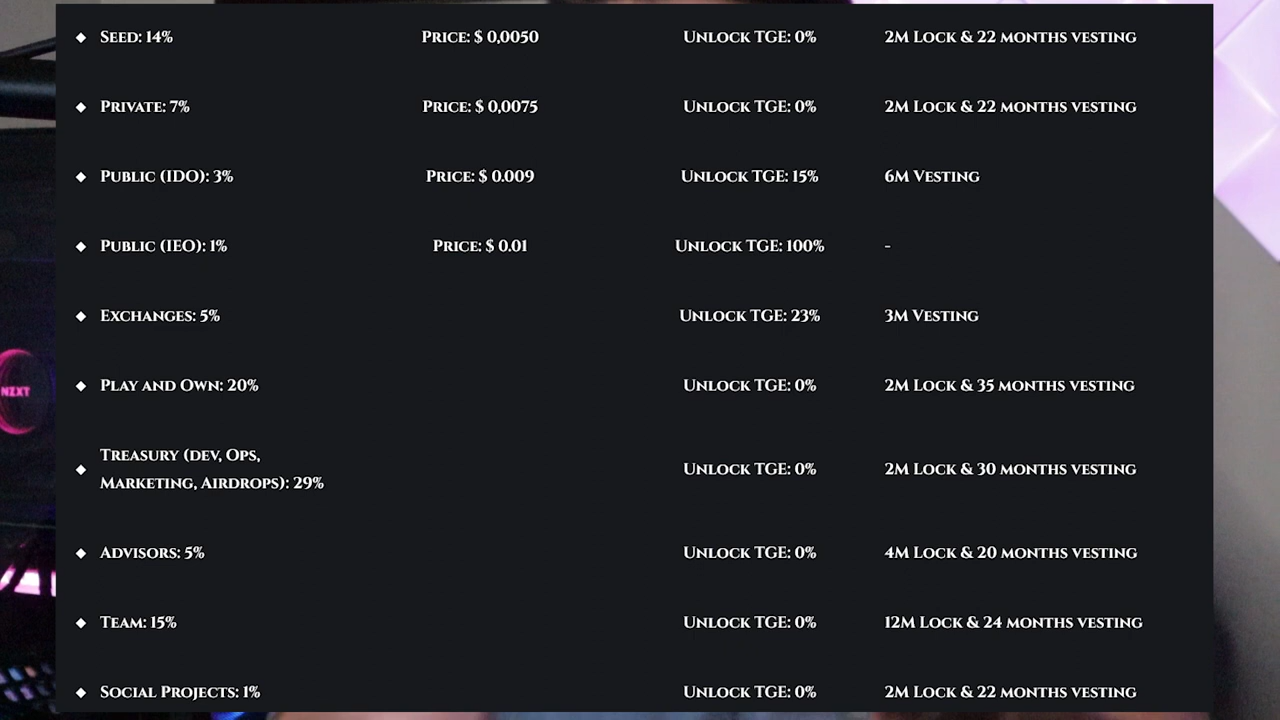 ◆ Seed: 14% Price: $ 0,0050 Unlock TGE: 0% 2M Lock & 22 months vesting
◆ Private: 7% Price: $ 0,0075 Unlock TGE: 0% 2M Lock & 22 months vesting
◆ Public (IDO): 3% Price: $ 0.009 Unlock TGE: 15% 6M Vesting
◆ Public (IEO): 1% Price: $ 0.01 Unlock TGE: 100% -
◆ Exchanges: 5% Unlock TGE: 23% 3M Vesting
◆ Play and Own: 20% Unlock TGE: 0% 2M Lock & 35 months vesting
◆ Treasury (dev, Ops,
Marketing, Airdrops): 29% Unlock TGE: 0% 2M Lock & 30 months vesting
◆ Advisors: 5% Unlock TGE: 0% 4M Lock & 20 months vesting
◆ Team: 15% Unlock TGE: 0% 12M Lock & 24 months vesting
◆ Social Projects: 1% Unlock TGE: 0% 2M Lock & 22 months vesting
NZXT